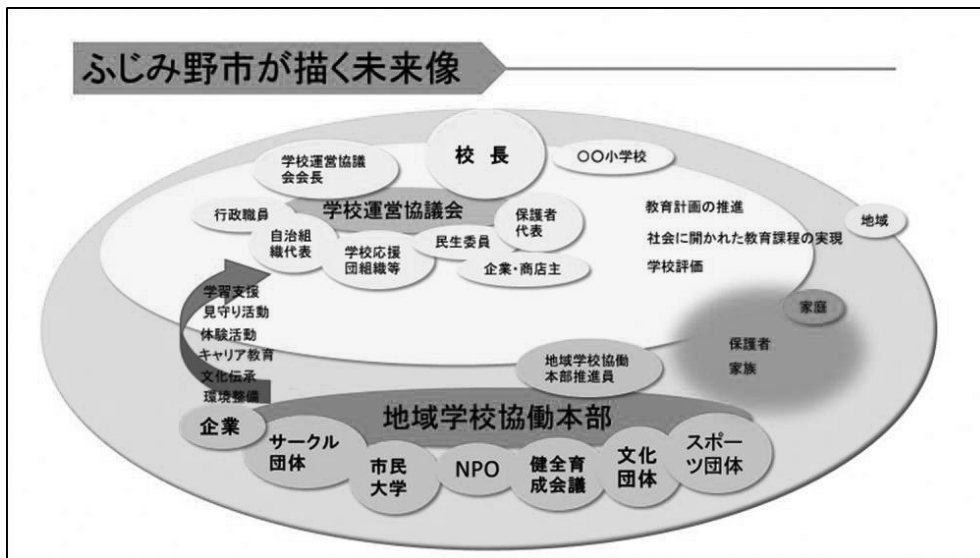 ふじみ野市が描く未来像
校 長
〇〇小学校
学校運営協議
会会長
学校運営協議会
行政職員
自治組
織代表
学校応援
団組織等
民生委員
保護者
代表
企業・商店主
教育計画の推進
社会に開かれた教育課程の実現
学校評価
地域
家庭
保護者
家族
学習支援
見守り活動
体験活動
キャリア教育
文化伝承
環境整備
地域学校協働
本部推進員
地域学校協働本部
企業
サークル
団体
市民
大学
NPO
健全育
成会議
文化
団体
スポー
ツ団体